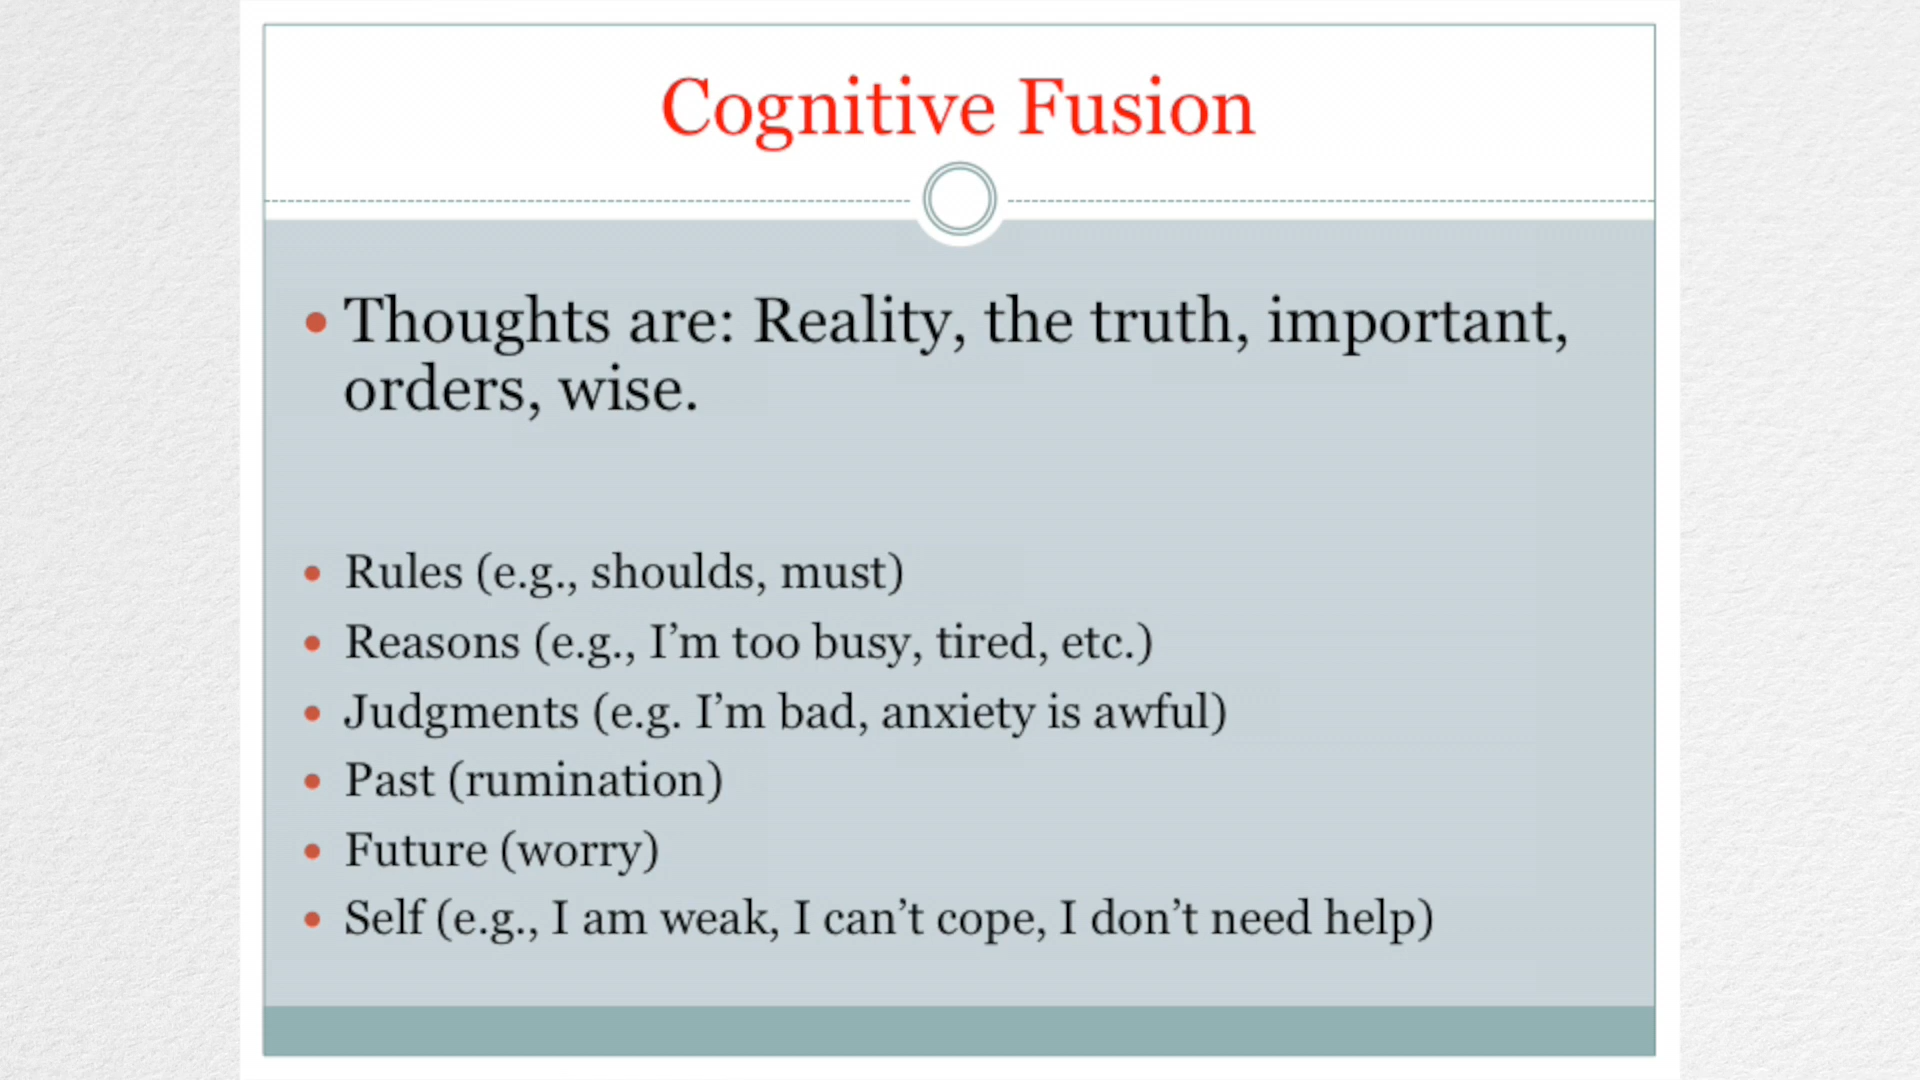 Cognitive Fusion
• Thoughts are: Reality, the truth, important,
orders, wise.
• Rules (e.g., shoulds, must)
• Reasons (e.g., I’m too busy, tired, etc.)
• Judgments (e.g. I’m bad, anxiety is awful)
• Past (rumination)
• Future (worry)
• Self (e.g., I am weak, I can’t cope, I don’t need help)